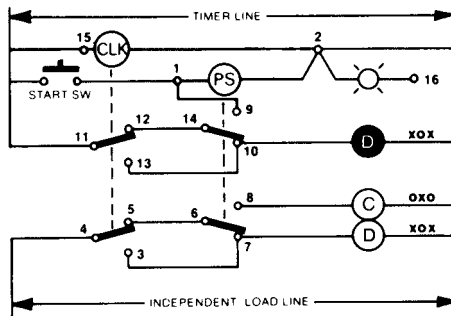 TIMER LINE
15 CLK 2
1 PS
START SW 16
9
12 14
11 10 D XOX
13
8 C OXO
5 6
4 7 D XOX
3
INDEPENDENT LOAD LINE